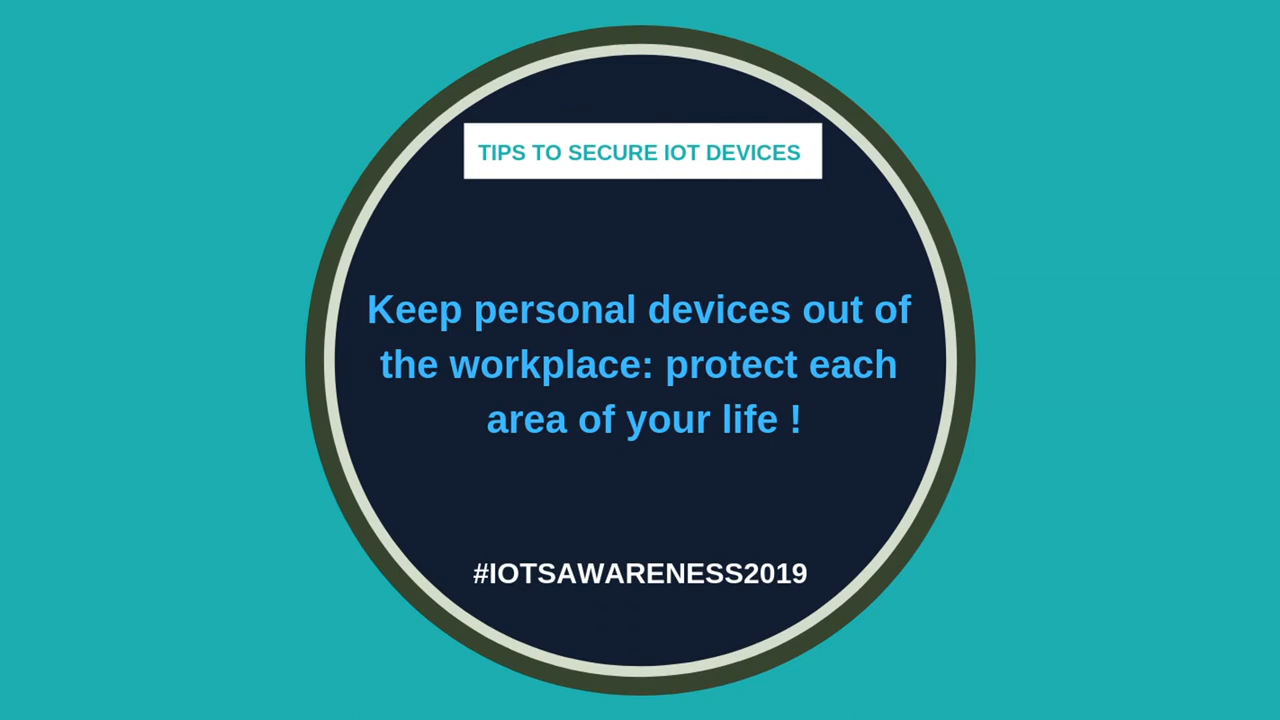 TIPS TO SECURE IOT DEVICES
Keep personal devices out of
the workplace: protect each
area of your life !
#IOTSAWARENESS2019